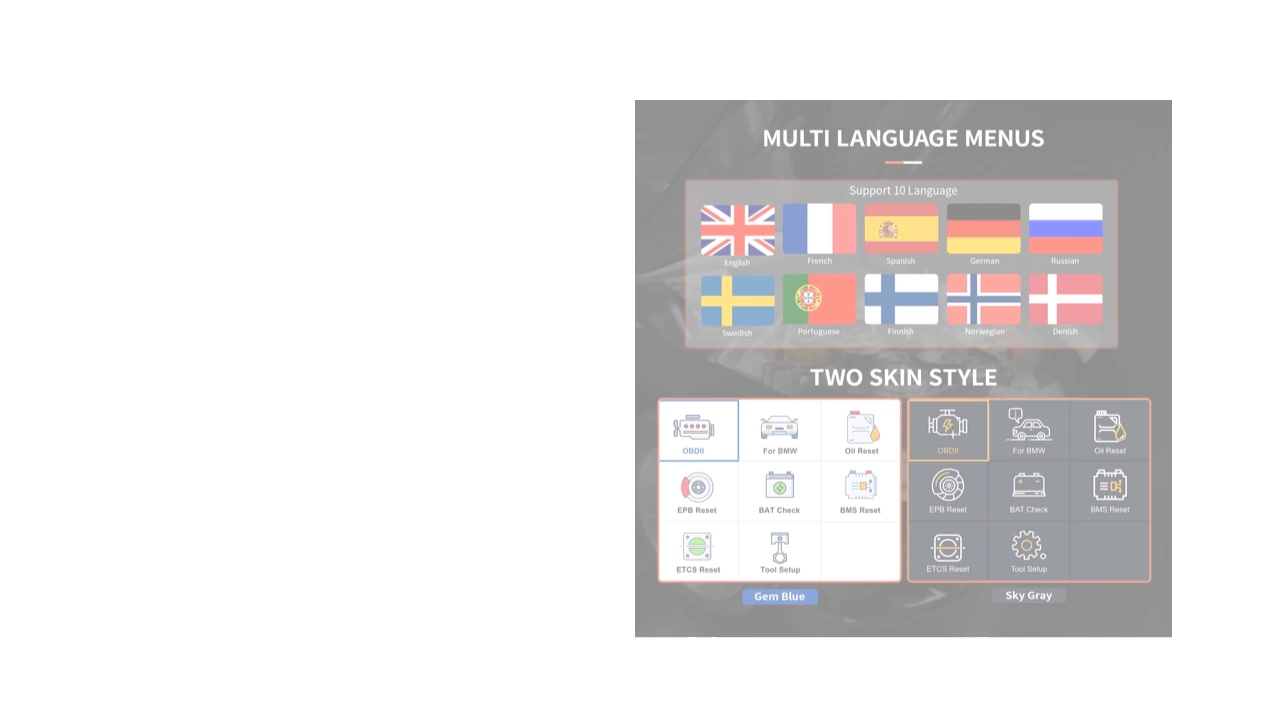 MULTI LANGUAGE MENUS
Support 10 Language
English French Spanish German Russian
Swedish Portuguese Finnish Norwegian Denish
TWO SKIN STYLE
OBDII For BMW Oil Reset OBDII For BMW Oil Reset
EPB Reset BAT Check BMS Reset EPB Reset BAT Check BMS Reset
ETCS Reset Tool Setup ETCS Reset Tool Setup
Gem Blue Sky Gray